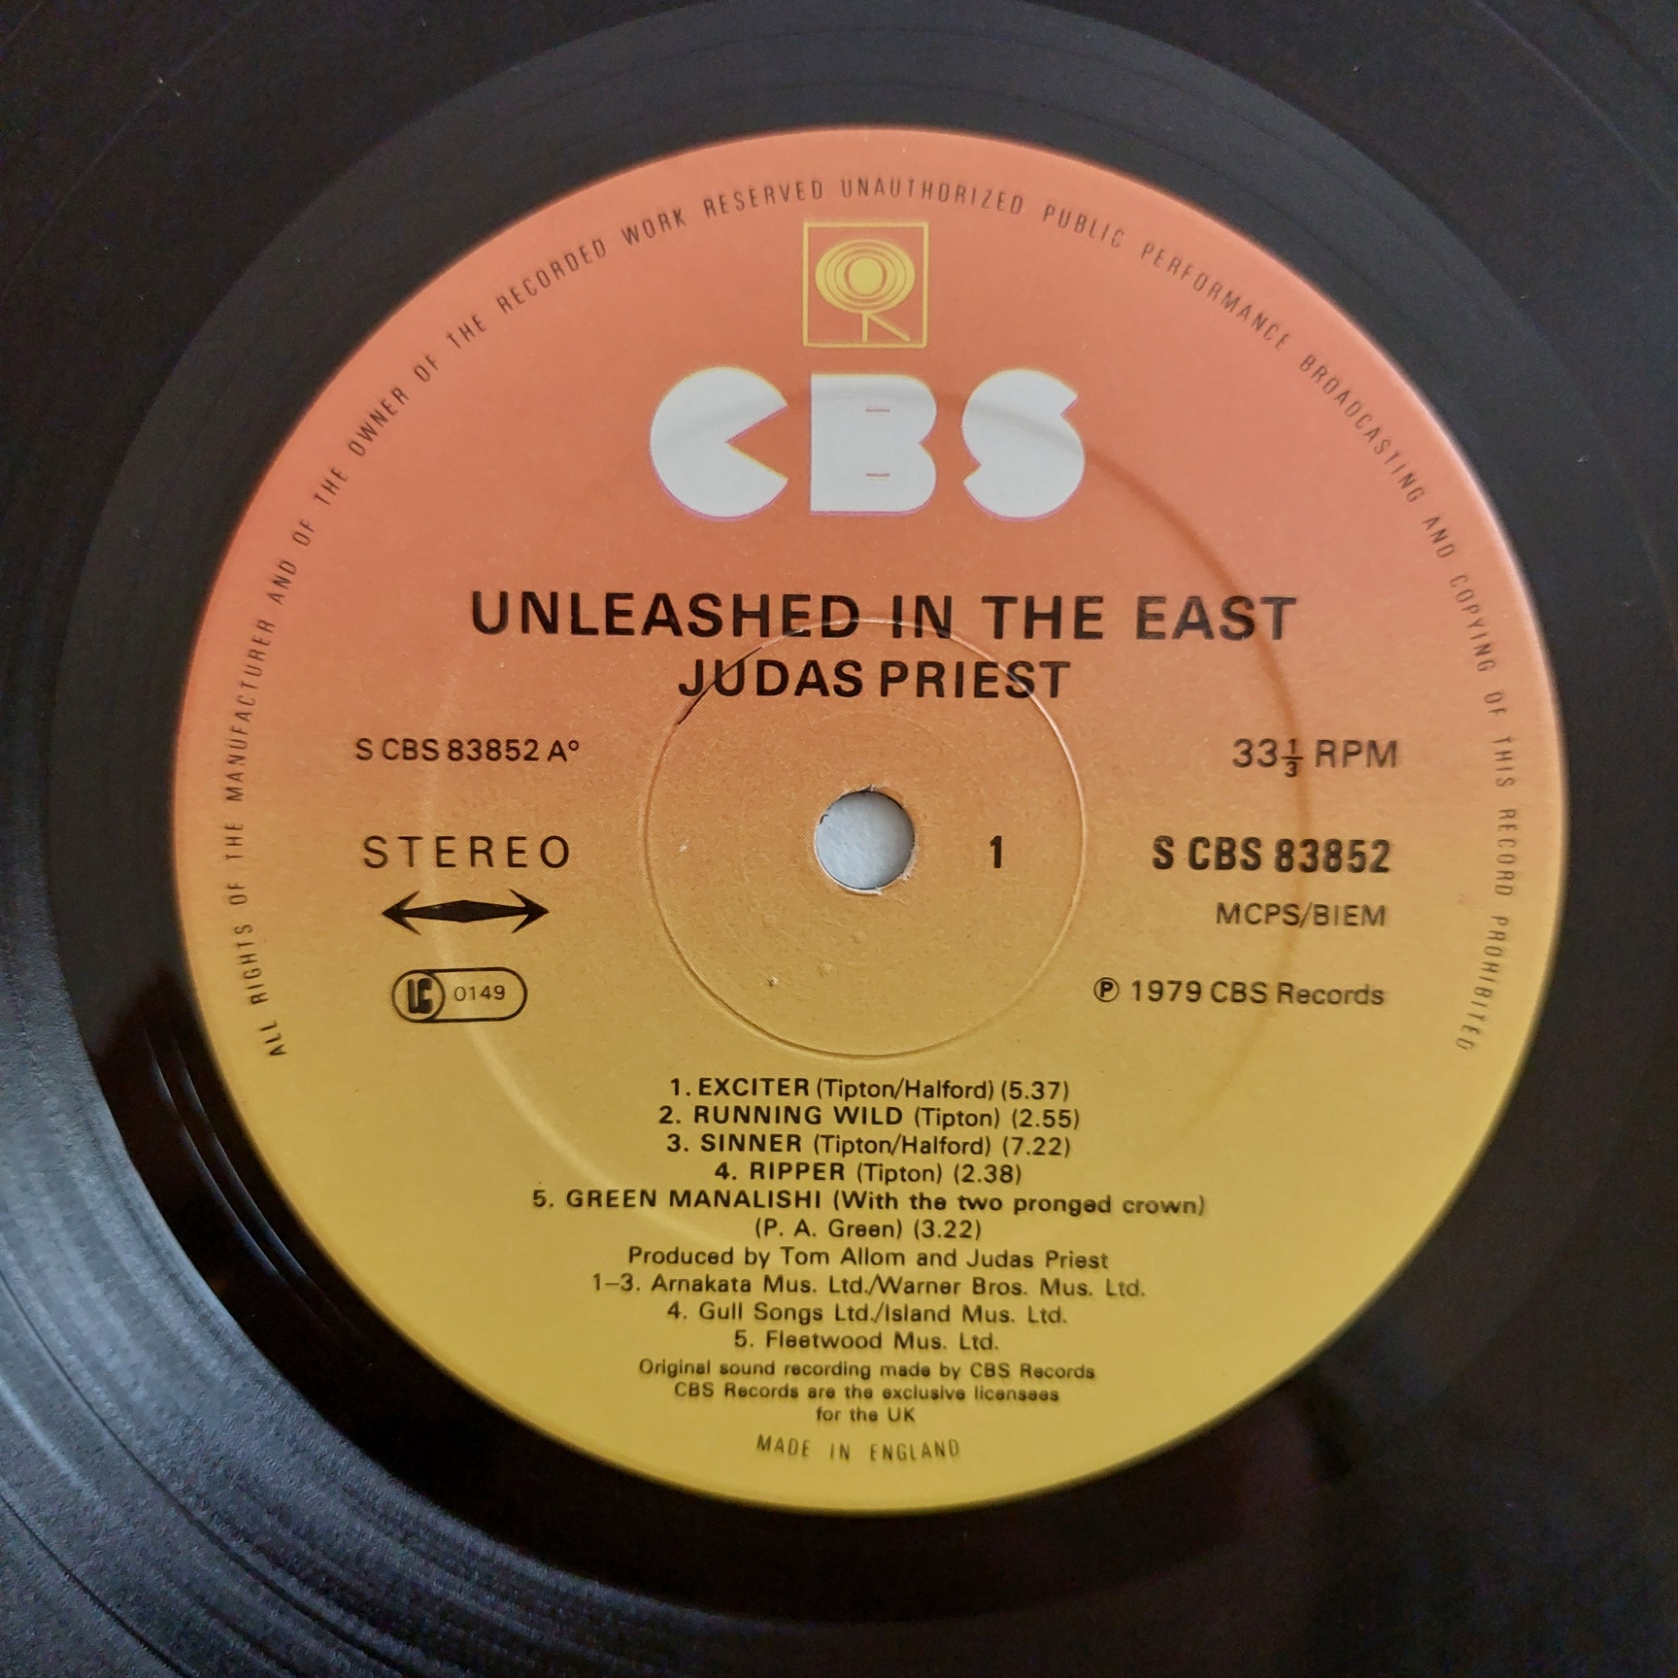 ALL RIGHTS OF THE MANUFACTURER AND OF THE OWNER OF THE RECORDED WORK RESERVED UNAUTHORIZED PUBLIC PERFORMANCE BROADCASTING AND COPYING OF THIS RECORD PROHIBITED
CBS
UNLEASHED IN THE EAST
JUDAS PRIEST
S CBS 83852 A°
33⅓ RPM
STEREO
1
S CBS 83852
MCPS/BIEM
LC 0149
℗ 1979 CBS Records
1. EXCITER (Tipton/Halford) (5.37)
2. RUNNING WILD (Tipton) (2.55)
3. SINNER (Tipton/Halford) (7.22)
4. RIPPER (Tipton) (2.38)
5. GREEN MANALISHI (With the two pronged crown)
(P. A. Green) (3.22)
Produced by Tom Allom and Judas Priest
1–3. Arnakata Mus. Ltd./Warner Bros. Mus. Ltd.
4. Gull Songs Ltd./Island Mus. Ltd.
5. Fleetwood Mus. Ltd.
Original sound recording made by CBS Records
CBS Records are the exclusive licensees
for the UK
MADE IN ENGLAND